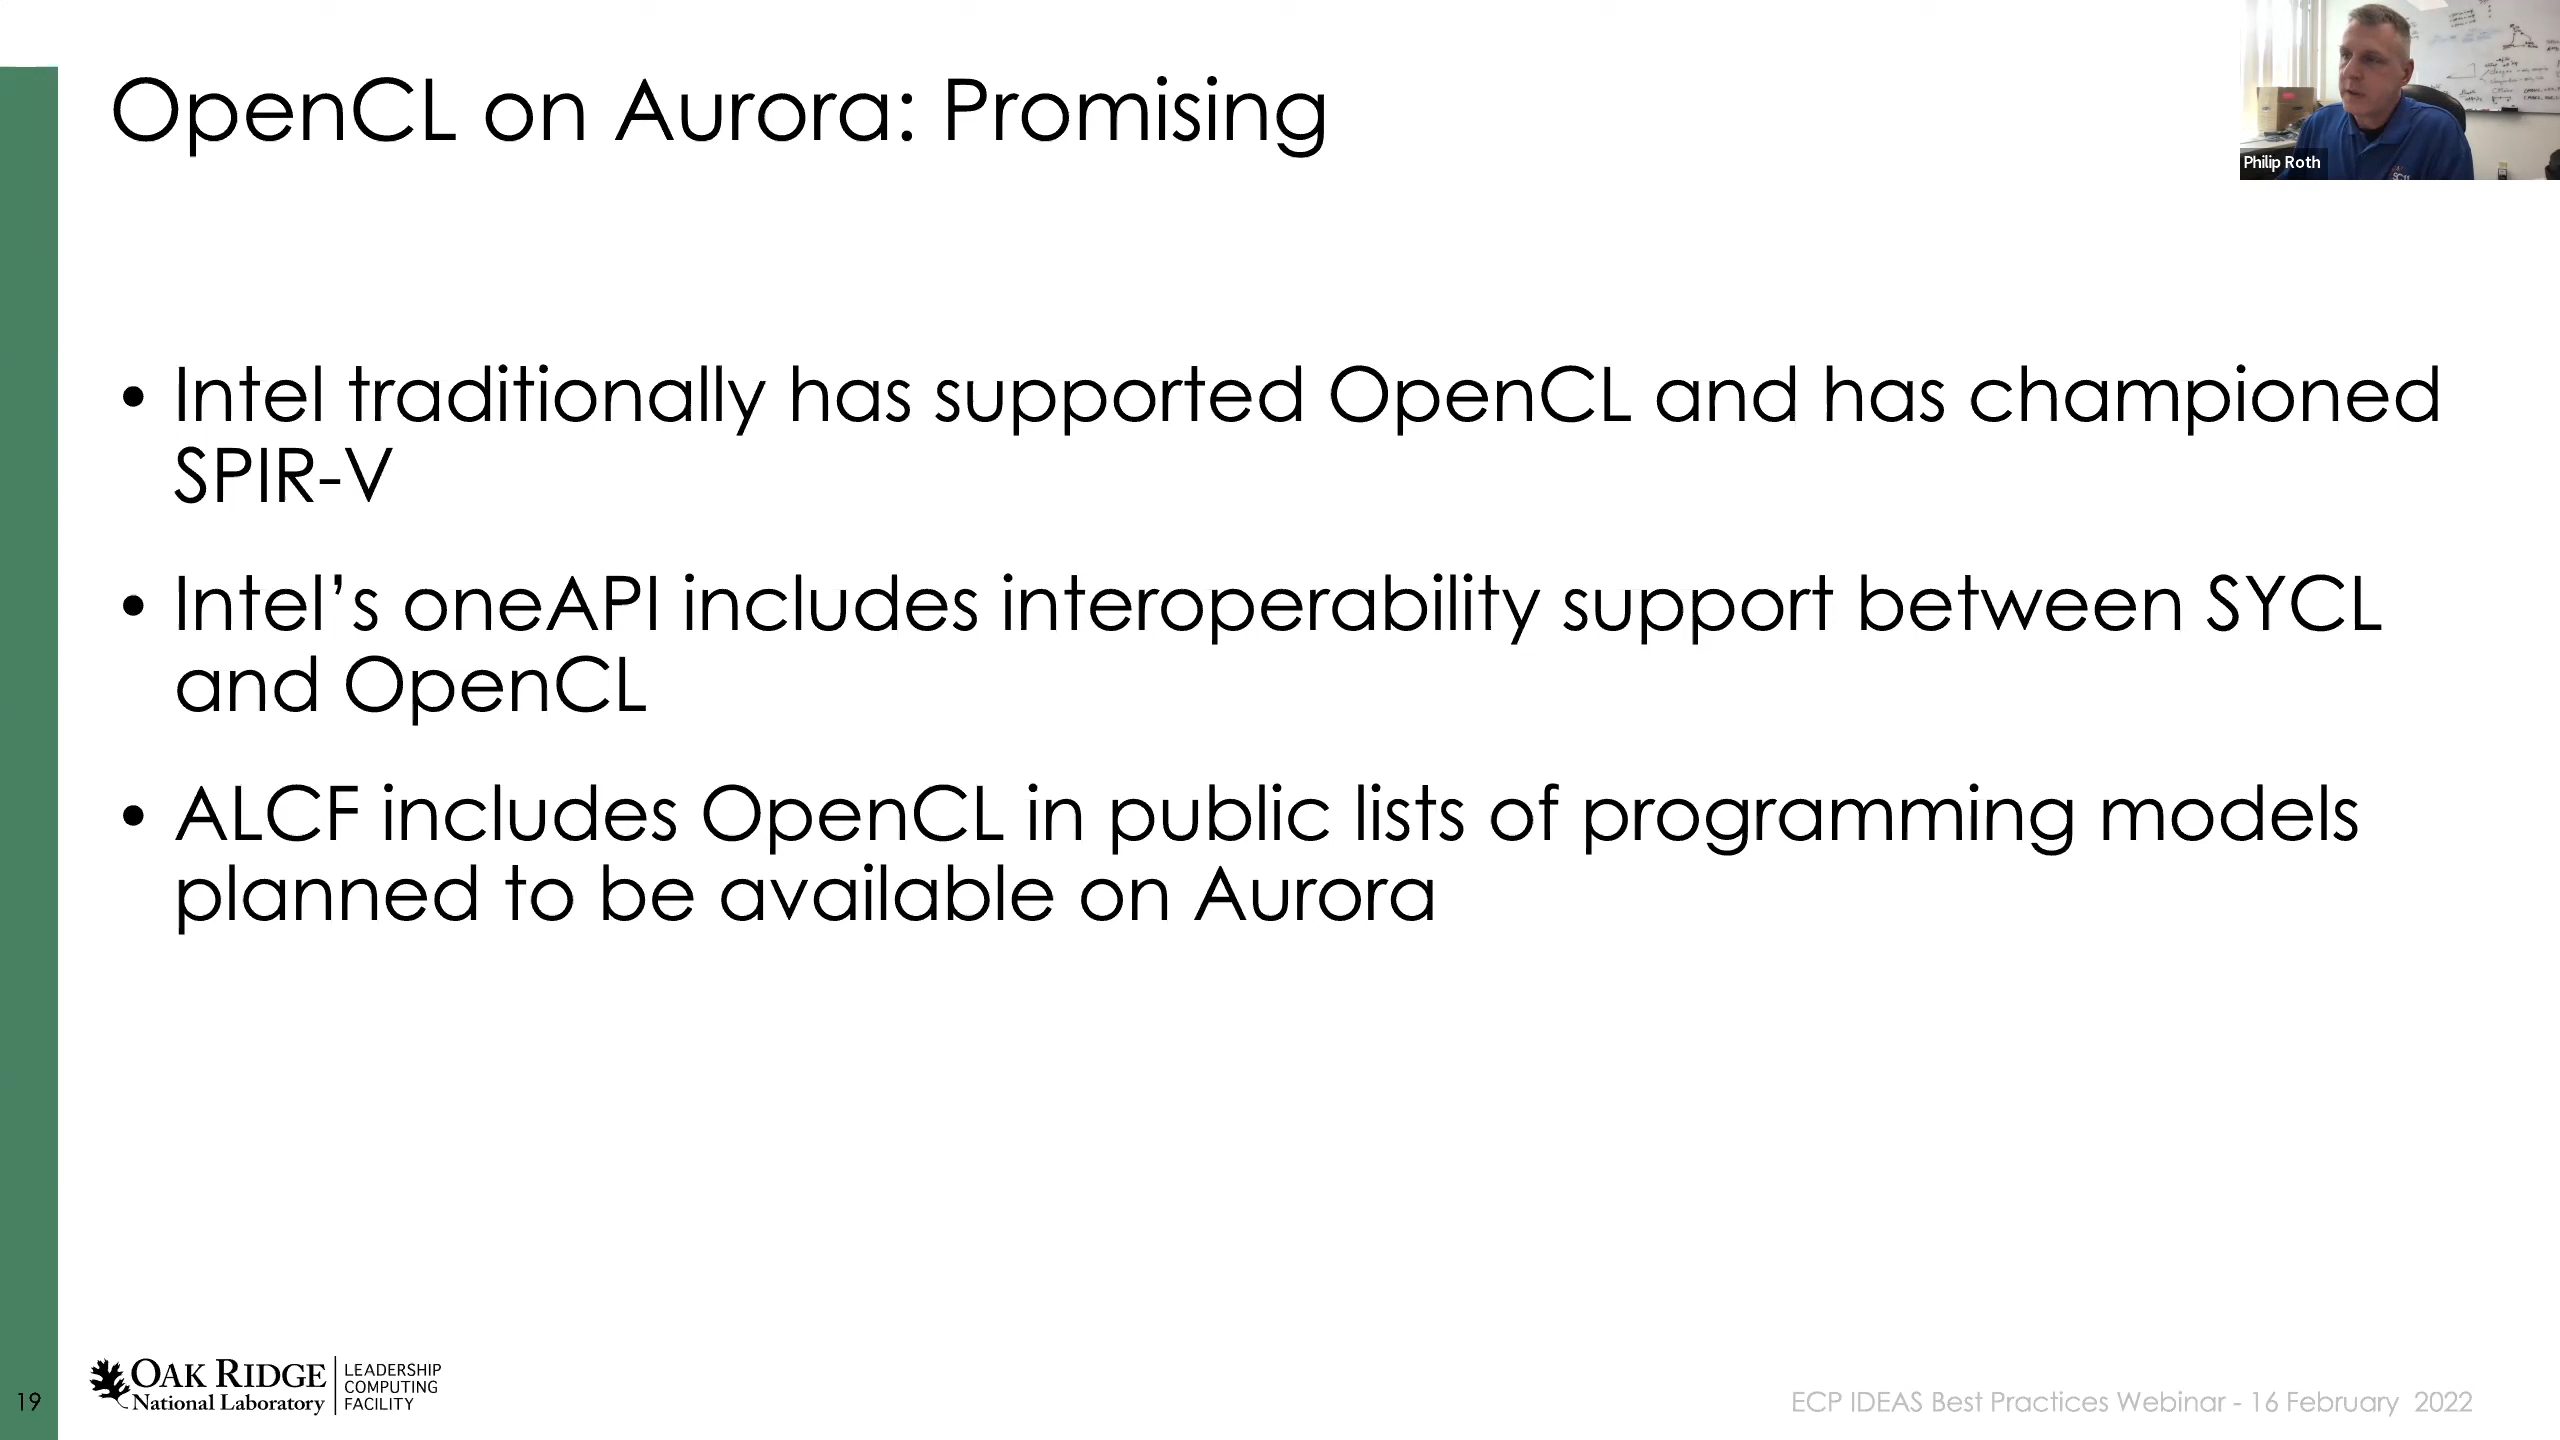 OpenCL on Aurora: Promising
Philip Roth
• Intel traditionally has supported OpenCL and has championed
SPIR-V
• Intel’s oneAPI includes interoperability support between SYCL
and OpenCL
• ALCF includes OpenCL in public lists of programming models
planned to be available on Aurora
19
OAK RIDGE
National Laboratory
LEADERSHIP
COMPUTING
FACILITY
ECP IDEAS Best Practices Webinar - 16 February 2022